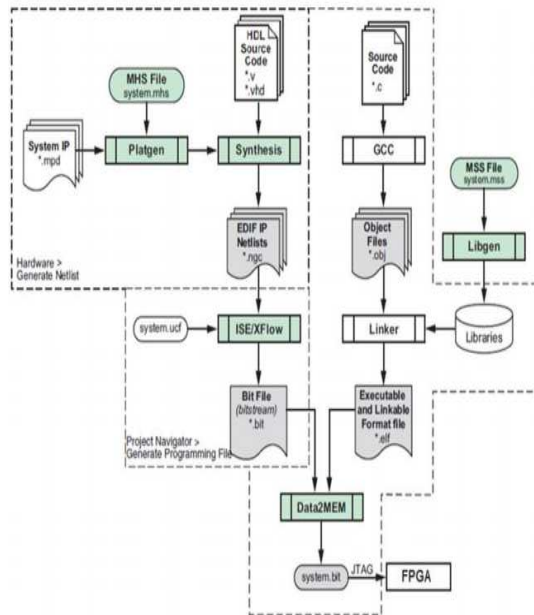 HDL
Source
Code
*.v
*.vhd
Source
Code
*.c
MHS File
system.mhs
System IP
*.mpd
Platgen
Synthesis
GCC
MSS File
system.mss
EDIF IP
Netlists
*.ngc
Object
Files
*.obj
Libgen
Hardware >
Generate Netlist
system.ucf
ISE/XFlow
Linker
Libraries
Bit File
(bitstream)
*.bit
Executable
and Linkable
Format file
*.elf
Project Navigator >
Generate Programming File
Data2MEM
system.bit
JTAG
FPGA